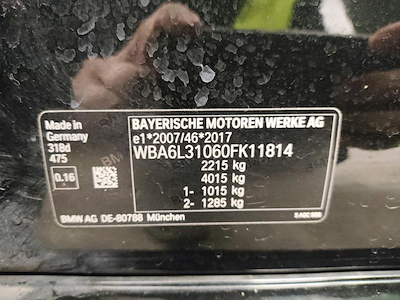 Made in
Germany
318d
475
0.16
BAYERISCHE MOTOREN WERKE AG
e1*2007/46*2017
WBA6L31060FK11814
2215 kg
4015 kg
1- 1015 kg
2- 1285 kg
BMW AG DE-80788 München